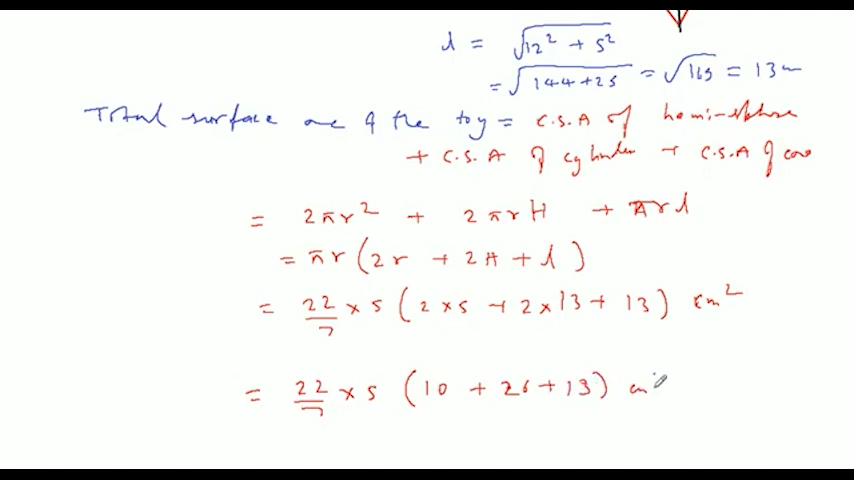 l = √12² + 5²
= √144+25 = √169 = 13 cm
Total surface are of the toy = C.S.A of hemi-sphere
+ C.S.A of cylinder + C.S.A of cone
= 2πr² + 2πrH + πrl
= πr (2r + 2H + l)
= 22/7 × 5 (2×5 + 2×13 + 13) cm²
= 22/7 × 5 (10 + 26 + 13) cm²